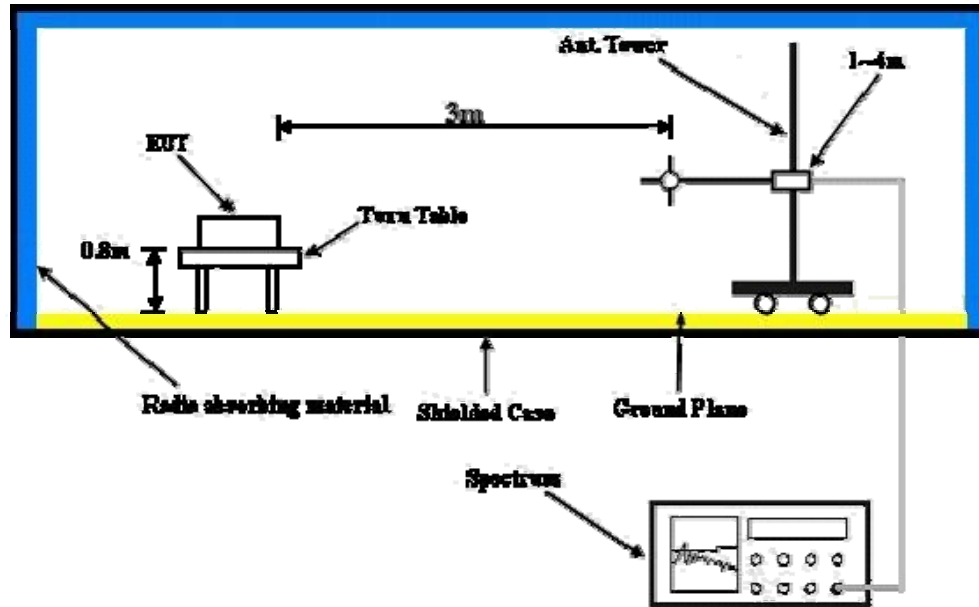 Ant. Tower
1~4m
3m
EUT
Turn Table
0.8m
Radio absorbing material
Shielded Case
Ground Plane
Spectrum